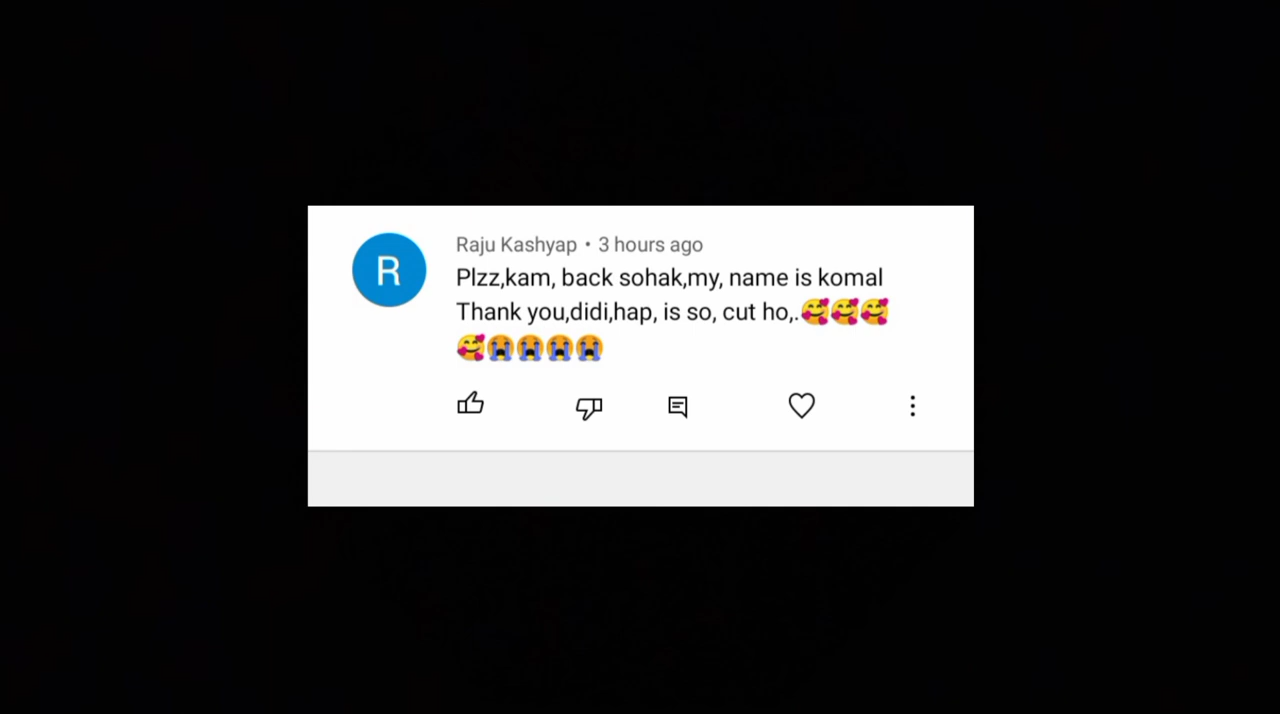 R
Raju Kashyap • 3 hours ago
Plzz,kam, back sohak,my, name is komal
Thank you,didi,hap, is so, cut ho,.🥰🥰🥰
🥰😭😭😭😭